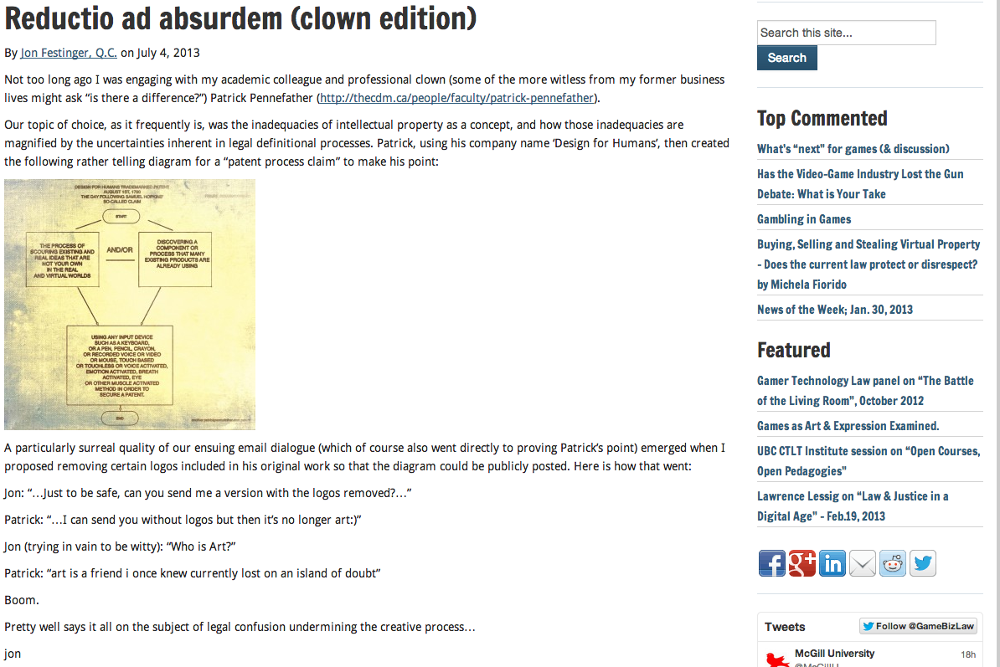 Reductio ad absurdem (clown edition)
By Jon Festinger, Q.C. on July 4, 2013
Not too long ago I was engaging with my academic colleague and professional clown (some of the more witless from my former business
lives might ask “is there a difference?”) Patrick Pennefather (http://thecdm.ca/people/faculty/patrick-pennefather).
Our topic of choice, as it frequently is, was the inadequacies of intellectual property as a concept, and how those inadequacies are
magnified by the uncertainties inherent in legal definitional processes. Patrick, using his company name ‘Design for Humans’, then created
the following rather telling diagram for a “patent process claim” to make his point:
DESIGN FOR HUMANS TRADEMARKED PATENT
AUGUST 1ST, 1790
THE DAY FOLLOWING SAMUEL HOPKINS'
SO-CALLED CLAIM
START
THE PROCESS OF
SCOURING EXISTING AND
REAL IDEAS THAT ARE
NOT YOUR OWN
IN THE REAL
AND VIRTUAL WORLDS
AND/OR
DISCOVERING A
COMPONENT OR
PROCESS THAT MANY
EXISTING PRODUCTS ARE
ALREADY USING
USING ANY INPUT DEVICE
SUCH AS A KEYBOARD,
OR A PEN, PENCIL, CRAYON,
OR RECORDED VOICE OR VIDEO
OR MOUSE, TOUCH BASED
OR TOUCHLESS OR VOICE ACTIVATED,
EMOTION ACTIVATED, BREATH
ACTIVATED, EYE
OR OTHER MUSCLE ACTIVATED
METHOD IN ORDER TO
SECURE A PATENT.
END
A particularly surreal quality of our ensuing email dialogue (which of course also went directly to proving Patrick’s point) emerged when I
proposed removing certain logos included in his original work so that the diagram could be publicly posted. Here is how that went:
Jon: “…Just to be safe, can you send me a version with the logos removed?…”
Patrick: “…I can send you without logos but then it’s no longer art:)”
Jon (trying in vain to be witty): “Who is Art?”
Patrick: “art is a friend i once knew currently lost on an island of doubt”
Boom.
Pretty well says it all on the subject of legal confusion undermining the creative process…
jon
Search this site...
Search
Top Commented
What's “next” for games (& discussion)
Has the Video-Game Industry Lost the Gun
Debate: What is Your Take
Gambling in Games
Buying, Selling and Stealing Virtual Property
- Does the current law protect or disrespect?
by Michela Fiorido
News of the Week; Jan. 30, 2013
Featured
Gamer Technology Law panel on “The Battle
of the Living Room”, October 2012
Games as Art & Expression Examined.
UBC CTLT Institute session on “Open Courses,
Open Pedagogies”
Lawrence Lessig on “Law & Justice in a
Digital Age” - Feb.19, 2013
f g+ in
Tweets
Follow @GameBizLaw
McGill University
18h